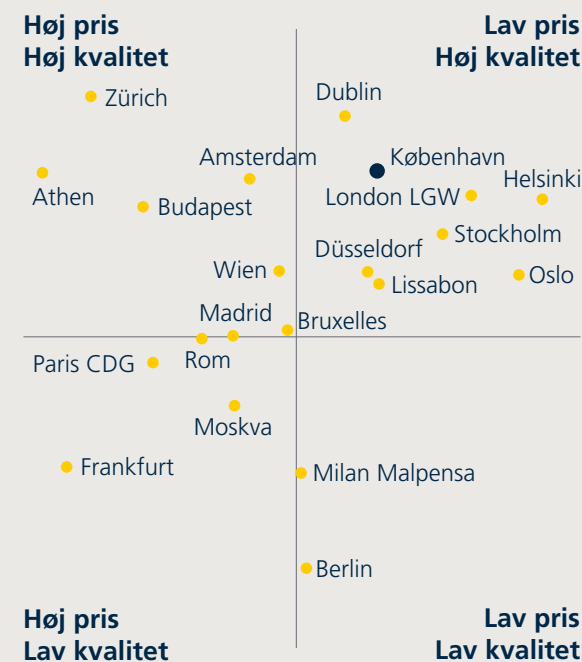 Høj pris
Høj kvalitet
Lav pris
Høj kvalitet
Zürich
Dublin
Amsterdam
København
Athen
Budapest
London LGW
Helsinki
Stockholm
Wien
Düsseldorf
Lissabon
Oslo
Madrid
Bruxelles
Paris CDG
Rom
Moskva
Frankfurt
Milan Malpensa
Berlin
Høj pris
Lav kvalitet
Lav pris
Lav kvalitet